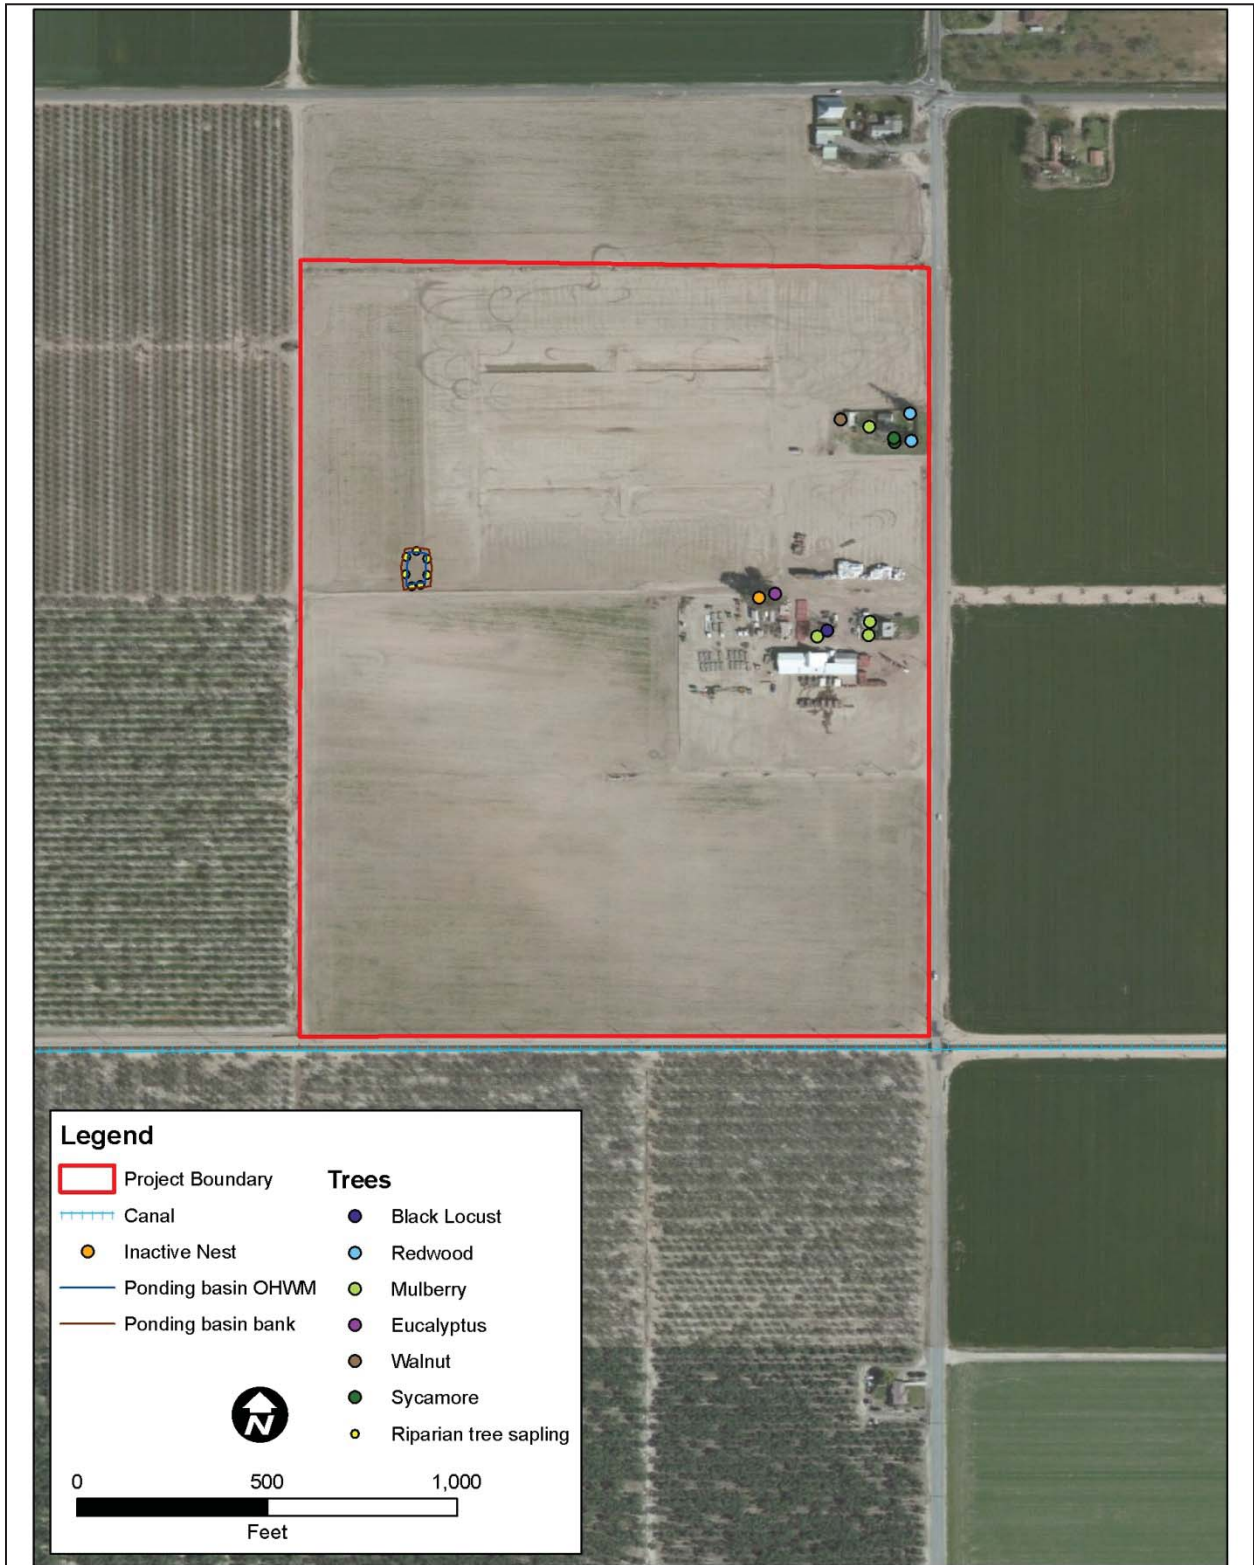 Legend
Project Boundary
Canal
Inactive Nest
Ponding basin OHWM
Ponding basin bank
Trees
Black Locust
Redwood
Mulberry
Eucalyptus
Walnut
Sycamore
Riparian tree sapling
N
0 500 1,000
Feet